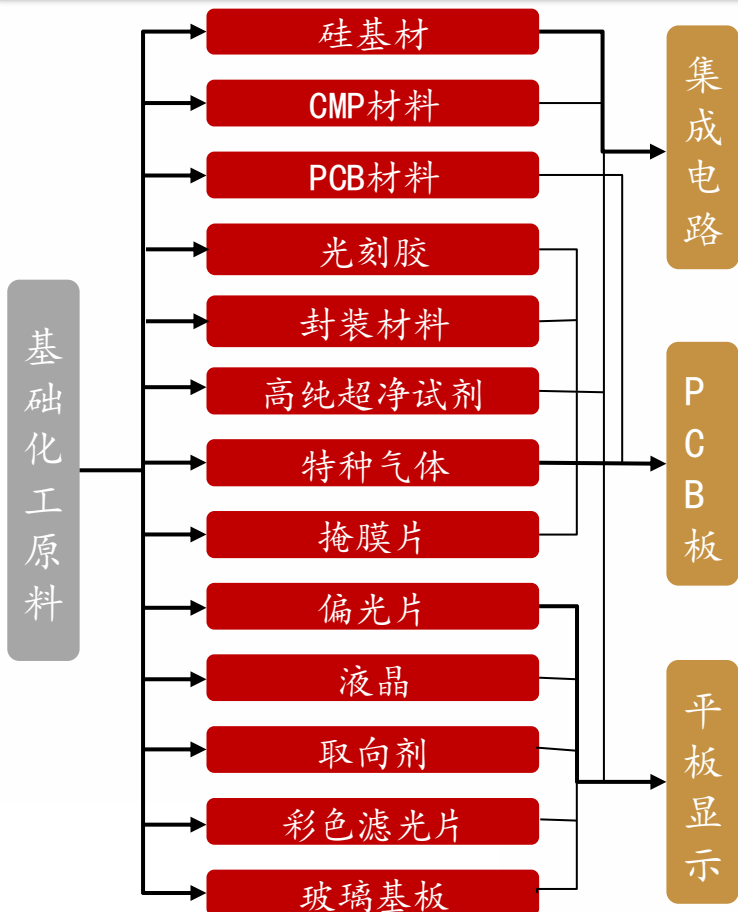 基础化工原料
硅基材
CMP材料
PCB材料
光刻胶
封装材料
高纯超净试剂
特种气体
掩膜片
偏光片
液晶
取向剂
彩色滤光片
玻璃基板
集成电路
PCB板
平板显示